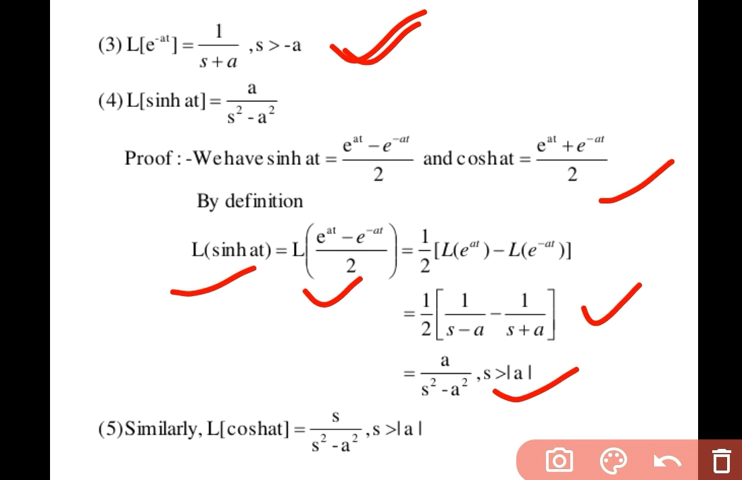 (3) L[e^-at] = 1/(s+a) ,s > -a
(4) L[sinh at] = a/(s² - a²)
Proof :- We have sinh at = (e^at − e^−at)/2 and cosh at = (e^at + e^−at)/2
By definition
L(sinh at) = L((e^at − e^−at)/2) = 1/2[L(e^at) − L(e^−at)]
= 1/2[1/(s−a) − 1/(s+a)]
= a/(s² - a²) ,s >|a|
(5) Similarly, L[coshat] = s/(s² - a²) ,s >|a|